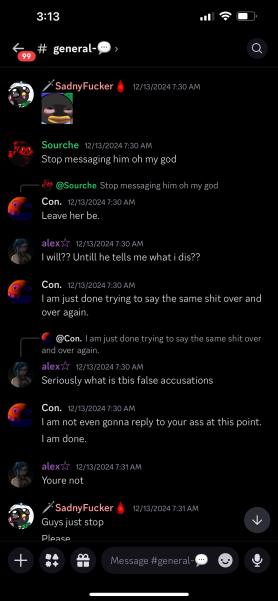 3:13
99
# general-💬 ›
🗡️SadnyFucker🩸 12/13/2024 7:30 AM
Sourche 12/13/2024 7:30 AM
Stop messaging him oh my god
@Sourche Stop messaging him oh my god
Con. 12/13/2024 7:30 AM
Leave her be.
alex☆ 12/13/2024 7:30 AM
I will?? Untill he tells me what i dis??
Con. 12/13/2024 7:30 AM
I am just done trying to say the same shit over and
over again.
@Con. I am just done trying to say the same shit over
and over again.
alex☆ 12/13/2024 7:30 AM
Seriously what is tbis false accusations
Con. 12/13/2024 7:30 AM
I am not even gonna reply to your ass at this point.
I am done.
alex☆ 12/13/2024 7:31 AM
Youre not
🗡️SadnyFucker🩸 12/13/2024 7:31 AM
Guys just stop
Please
Message #general-💬